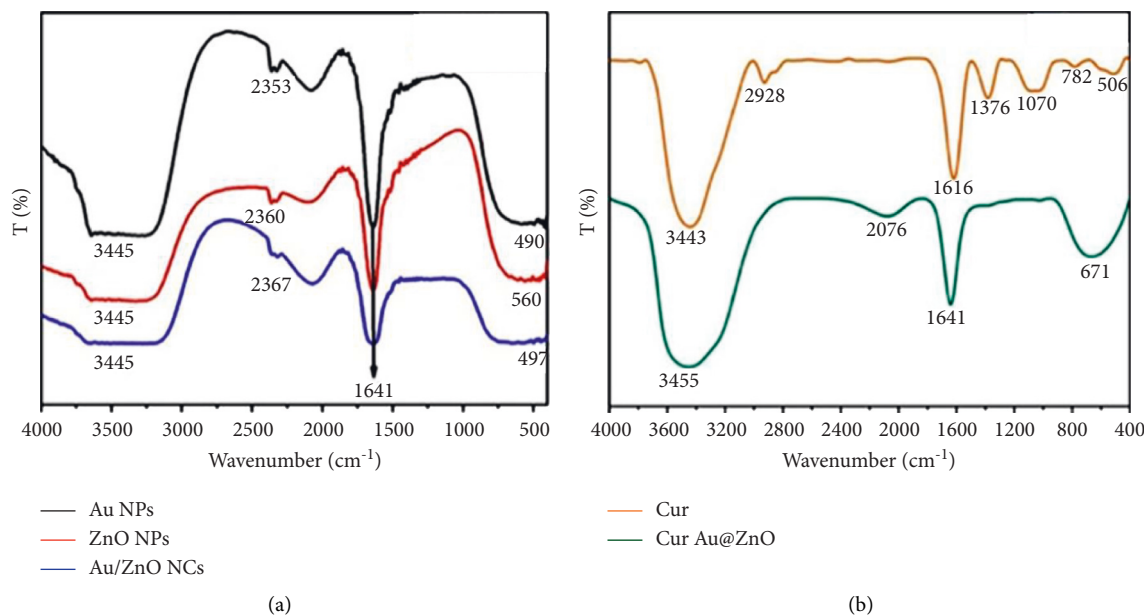 T (%)
2353
3445
490
2360
3445
560
2367
3445
497
1641
4000 3500 3000 2500 2000 1500 1000 500
Wavenumber (cm-1)
Au NPs
ZnO NPs
Au/ZnO NCs
(a)
T (%)
2928
782
506
1376
1070
1616
3443
2076
671
1641
3455
4000 3600 3200 2800 2400 2000 1600 1200 800 400
Wavenumber (cm-1)
Cur
Cur Au@ZnO
(b)